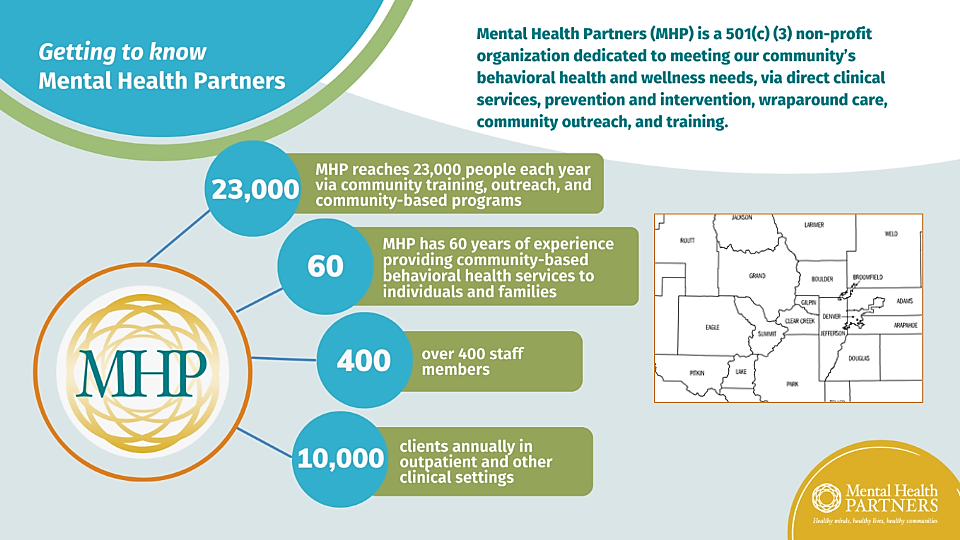 Getting to know
Mental Health Partners
Mental Health Partners (MHP) is a 501(c) (3) non-profit
organization dedicated to meeting our community's
behavioral health and wellness needs, via direct clinical
services, prevention and intervention, wraparound care,
community outreach, and training.
23,000
MHP reaches 23,000 people each year
via community training, outreach, and
community-based programs
60
MHP has 60 years of experience
providing community-based
behavioral health services to
individuals and families
400
over 400 staff
members
10,000
clients annually in
outpatient and other
clinical settings
MHP
JACKSON
LARIMER
ROUTT
WELD
GRAND
BOULDER
BROOMFIELD
GILPIN
ADAMS
DENVER
CLEAR CREEK
ARAPAHOE
EAGLE
SUMMIT
JEFFERSON
DOUGLAS
PITKIN
LAKE
PARK
Mental Health
PARTNERS
Healthy minds, healthy lives, healthy communities